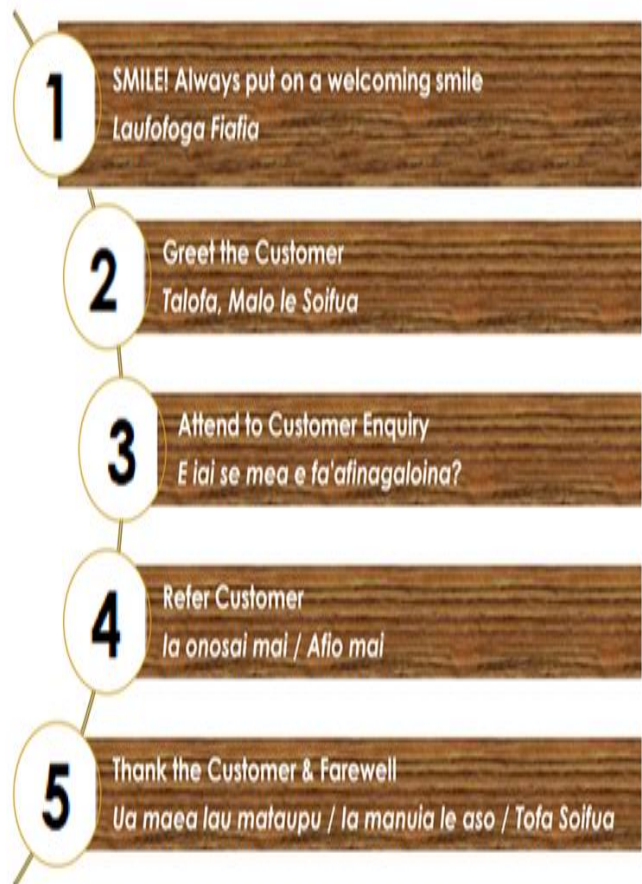 1
SMILE! Always put on a welcoming smile
Laufofoga Fiafia
2
Greet the Customer
Talofa, Malo le Soifua
3
Attend to Customer Enquiry
E iai se mea e fa'afinagaloina?
4
Refer Customer
Ia onosai mai / Afio mai
5
Thank the Customer & Farewell
Ua maea lau mataupu / Ia manuia le aso / Tofa Soifua